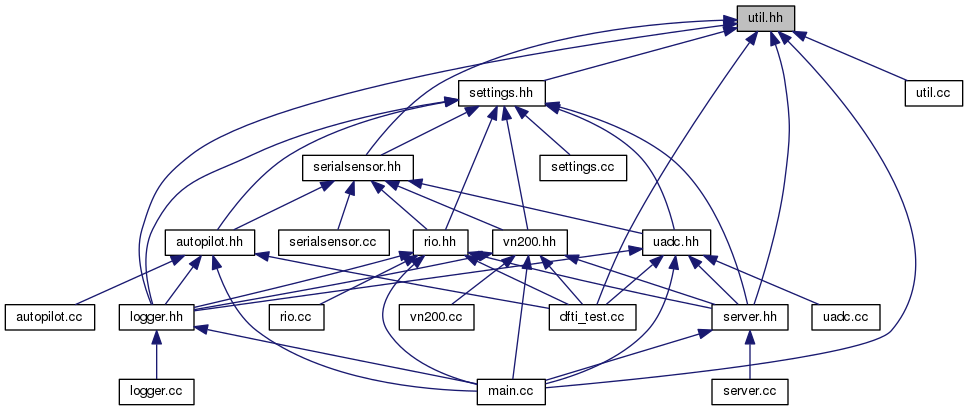 util.hh
settings.hh
util.cc
serialsensor.hh
settings.cc
autopilot.hh
serialsensor.cc
rio.hh
vn200.hh
uadc.hh
autopilot.cc
logger.hh
rio.cc
vn200.cc
dfti_test.cc
server.hh
uadc.cc
logger.cc
main.cc
server.cc